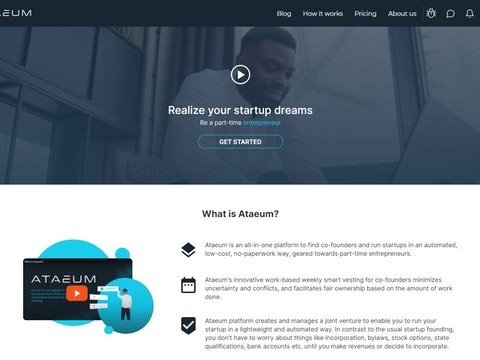 ATAEUM
Blog How it works Pricing About us
Realize your startup dreams
Be a part-time entrepreneur
GET STARTED
What is Ataeum?
Ataeum is an all-in-one platform to find co-founders and run startups in an automated,
low-cost, no-paperwork way, geared towards part-time entrepreneurs.
ATAEUM
Ataeum's innovative work-based weekly smart vesting for co-founders minimizes
uncertainty and conflicts, and facilitates fair ownership based on the amount of work
done.
Ataeum platform creates and manages a joint venture to enable you to run your
startup in a lightweight and automated way. In contrast to the usual startup founding,
you don't have to worry about things like incorporation, bylaws, stock options, state
qualifications, bank accounts etc. until you make revenues or decide to incorporate.